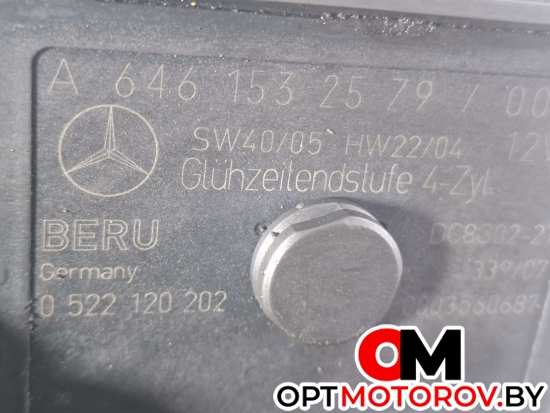 A 646 153 25 79 / 00
SW40/05 HW22/04
Glühzeitendstufe 4-Zyl.
BERU
Germany
0 522 120 202
OM
OPTMOTOROV.BY